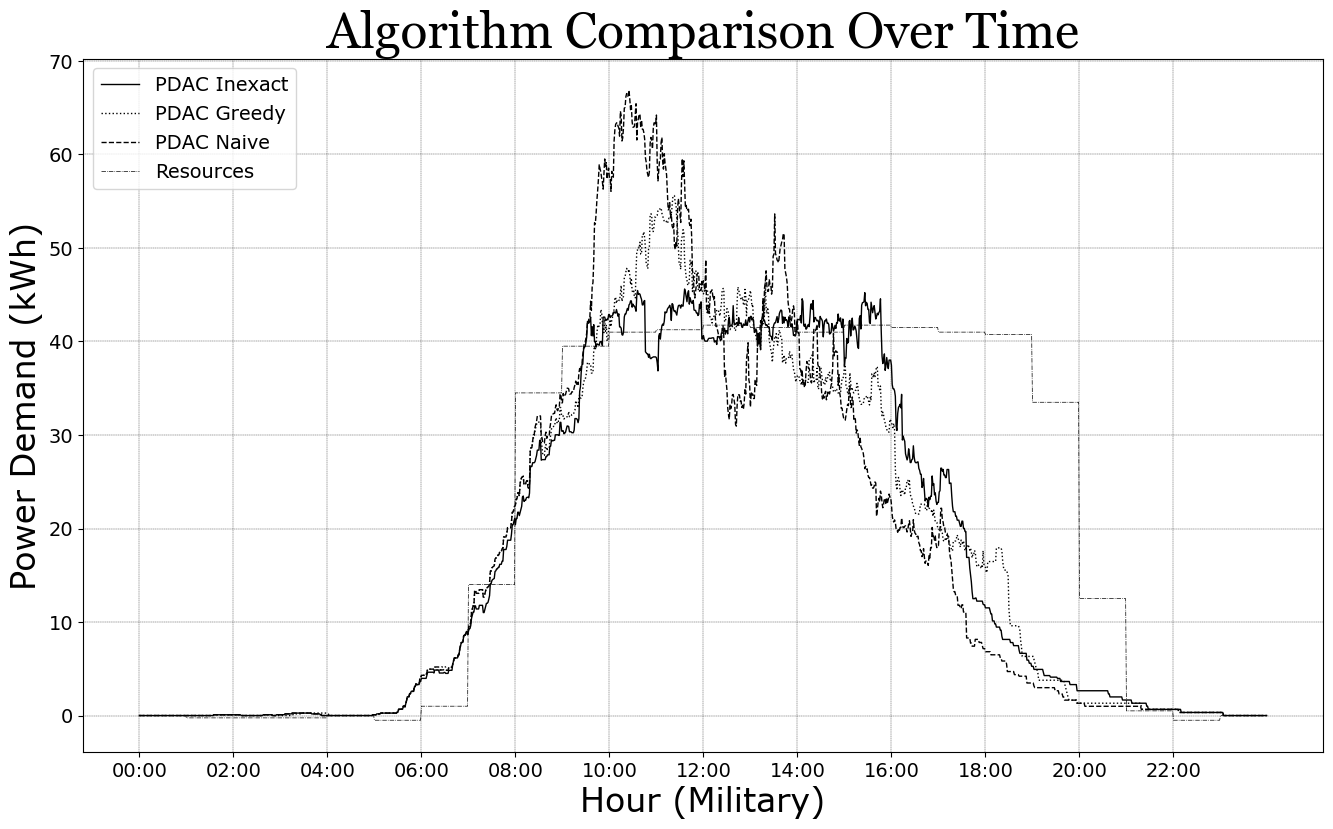 Algorithm Comparison Over Time
PDAC Inexact
PDAC Greedy
PDAC Naive
Resources
Power Demand (kWh)
70
60
50
40
30
20
10
0
00:00 02:00 04:00 06:00 08:00 10:00 12:00 14:00 16:00 18:00 20:00 22:00
Hour (Military)